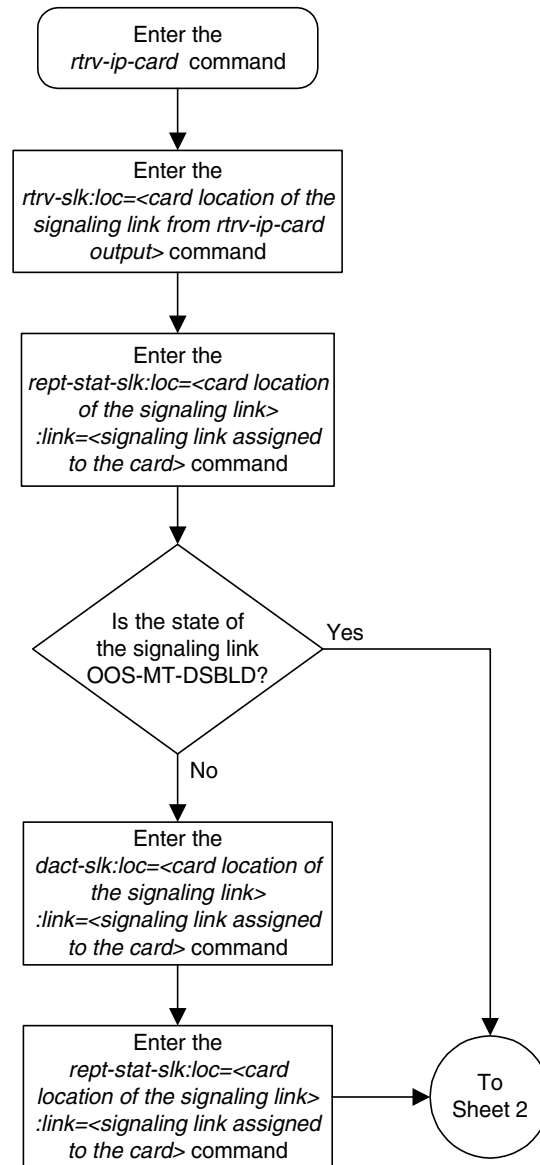 Enter the
rtrv-ip-card command
Enter the
rtrv-slk:loc=<card location of the
signaling link from rtrv-ip-card
output> command
Enter the
rept-stat-slk:loc=<card location
of the signaling link>
:link=<signaling link assigned
to the card> command
Is the state of
the signaling link
OOS-MT-DSBLD?
Yes
No
Enter the
dact-slk:loc=<card location of
the signaling link>
:link=<signaling link assigned
to the card> command
Enter the
rept-stat-slk:loc=<card
location of the signaling link>
:link=<signaling link assigned
to the card> command
To
Sheet 2